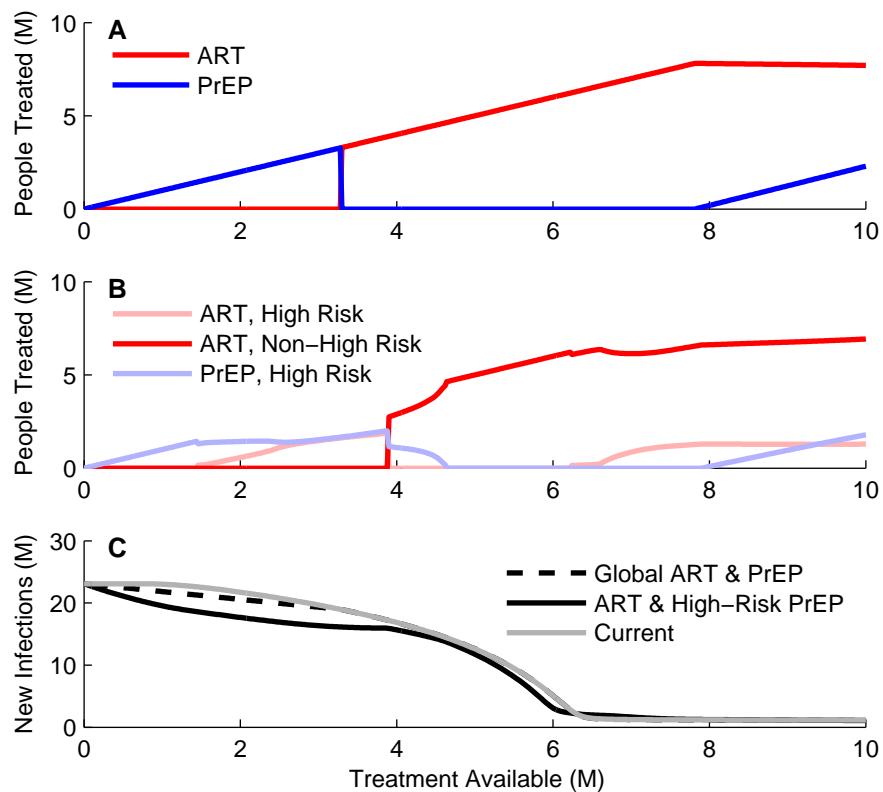 A
ART
PrEP
People Treated (M)
10
5
0
0 2 4 6 8 10
B
ART, High Risk
ART, Non−High Risk
PrEP, High Risk
People Treated (M)
10
5
0
0 2 4 6 8 10
C
Global ART & PrEP
ART & High−Risk PrEP
Current
New Infections (M)
30
20
10
0
0 2 4 6 8 10
Treatment Available (M)